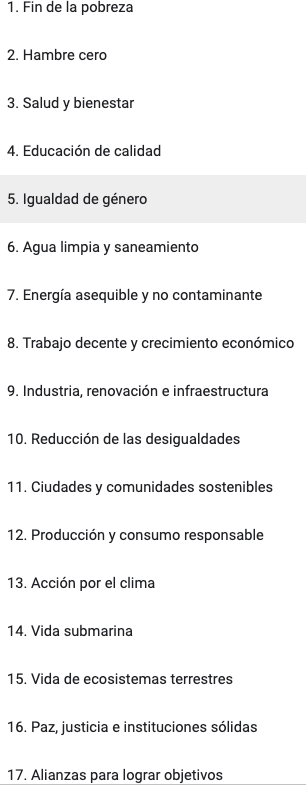 1. Fin de la pobreza
2. Hambre cero
3. Salud y bienestar
4. Educación de calidad
5. Igualdad de género
6. Agua limpia y saneamiento
7. Energía asequible y no contaminante
8. Trabajo decente y crecimiento económico
9. Industria, renovación e infraestructura
10. Reducción de las desigualdades
11. Ciudades y comunidades sostenibles
12. Producción y consumo responsable
13. Acción por el clima
14. Vida submarina
15. Vida de ecosistemas terrestres
16. Paz, justicia e instituciones sólidas
17. Alianzas para lograr objetivos